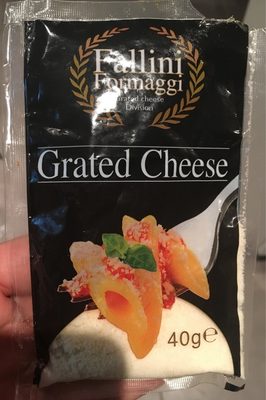 Fallini
Formaggi
Grated cheese
Division
Grated Cheese
40g℮